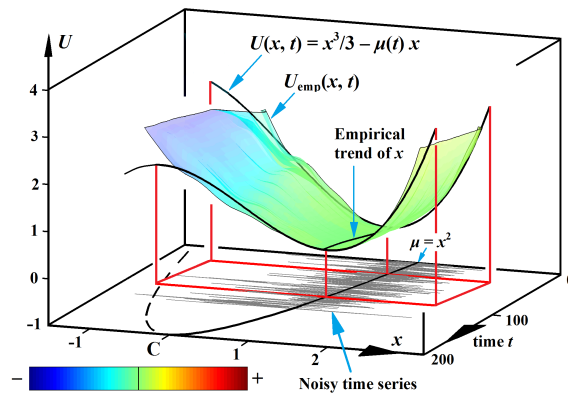 U
U(x, t) = x³/3 – μ(t) x
U_emp(x, t)
4
Empirical
trend of x
3
2
1
μ = x²
0
0
-1
100
-1
C
1
2
x
200
time t
– +
Noisy time series